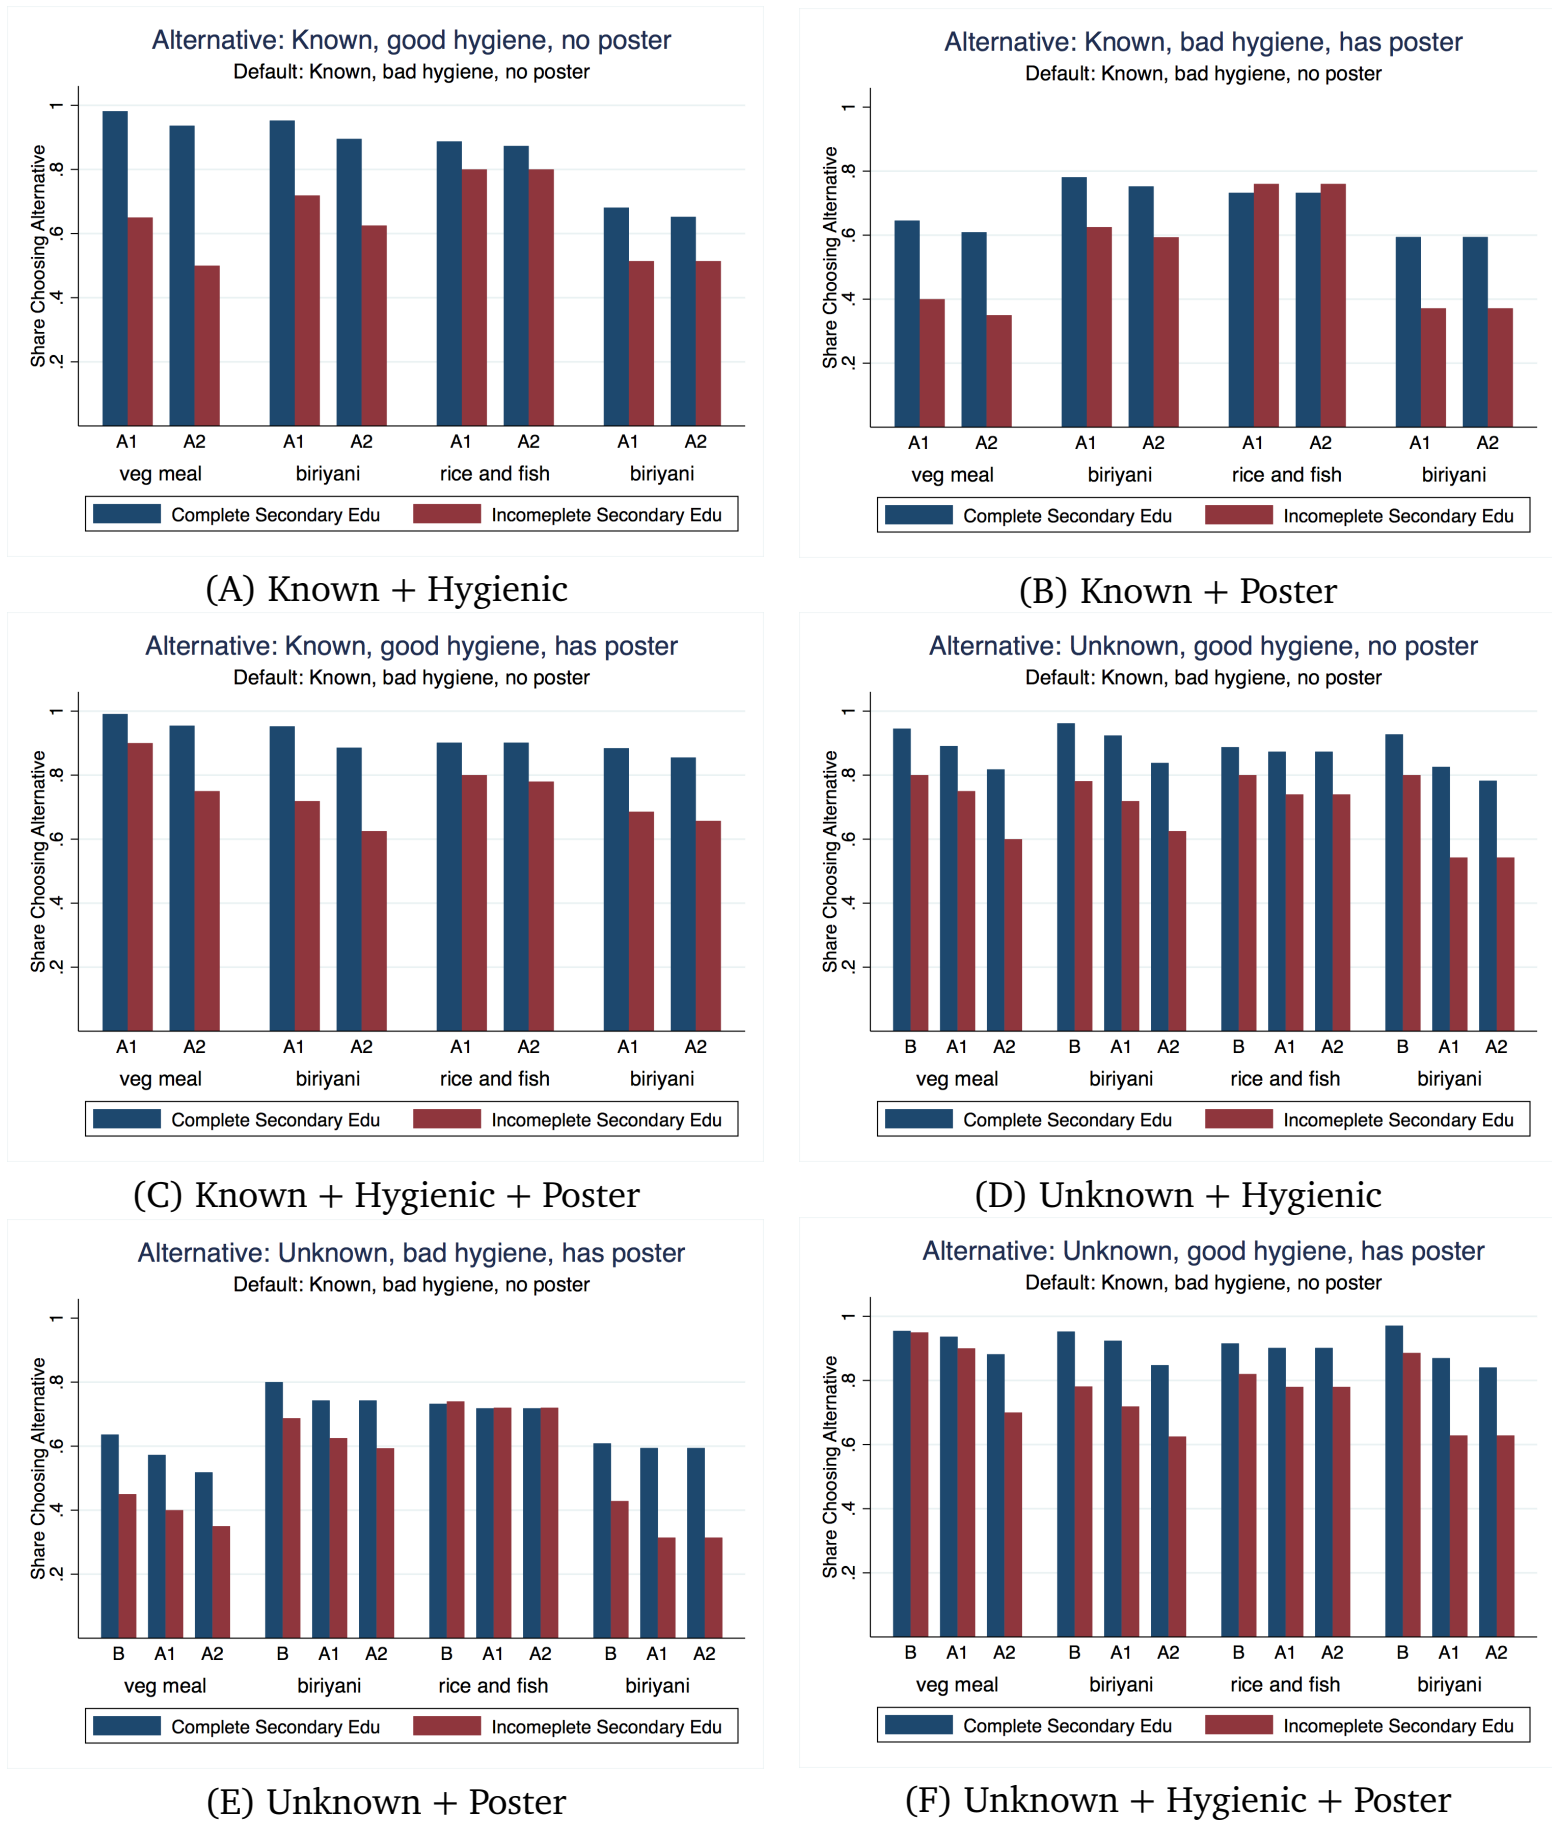 Alternative: Known, good hygiene, no poster
Default: Known, bad hygiene, no poster
Share Choosing Alternative
1
.8
.6
.4
.2
A1 A2 A1 A2 A1 A2 A1 A2
veg meal biriyani rice and fish biriyani
Complete Secondary Edu Incomeplete Secondary Edu
(A) Known + Hygienic
Alternative: Known, bad hygiene, has poster
Default: Known, bad hygiene, no poster
Share Choosing Alternative
1
.8
.6
.4
.2
A1 A2 A1 A2 A1 A2 A1 A2
veg meal biriyani rice and fish biriyani
Complete Secondary Edu Incomeplete Secondary Edu
(B) Known + Poster
Alternative: Known, good hygiene, has poster
Default: Known, bad hygiene, no poster
Share Choosing Alternative
1
.8
.6
.4
.2
A1 A2 A1 A2 A1 A2 A1 A2
veg meal biriyani rice and fish biriyani
Complete Secondary Edu Incomeplete Secondary Edu
(C) Known + Hygienic + Poster
Alternative: Unknown, good hygiene, no poster
Default: Known, bad hygiene, no poster
Share Choosing Alternative
1
.8
.6
.4
.2
B A1 A2 B A1 A2 B A1 A2 B A1 A2
veg meal biriyani rice and fish biriyani
Complete Secondary Edu Incomeplete Secondary Edu
(D) Unknown + Hygienic
Alternative: Unknown, bad hygiene, has poster
Default: Known, bad hygiene, no poster
Share Choosing Alternative
1
.8
.6
.4
.2
B A1 A2 B A1 A2 B A1 A2 B A1 A2
veg meal biriyani rice and fish biriyani
Complete Secondary Edu Incomeplete Secondary Edu
(E) Unknown + Poster
Alternative: Unknown, good hygiene, has poster
Default: Known, bad hygiene, no poster
Share Choosing Alternative
1
.8
.6
.4
.2
B A1 A2 B A1 A2 B A1 A2 B A1 A2
veg meal biriyani rice and fish biriyani
Complete Secondary Edu Incomeplete Secondary Edu
(F) Unknown + Hygienic + Poster